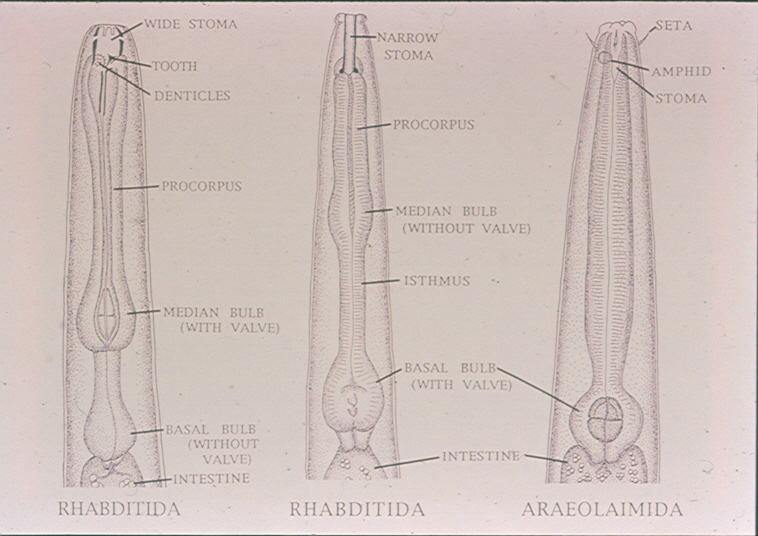 WIDE STOMA
TOOTH
DENTICLES
PROCORPUS
MEDIAN BULB
(WITH VALVE)
BASAL BULB
(WITHOUT
VALVE)
INTESTINE
RHABDITIDA
NARROW
STOMA
PROCORPUS
MEDIAN BULB
(WITHOUT VALVE)
ISTHMUS
BASAL BULB
(WITH VALVE)
INTESTINE
RHABDITIDA
SETA
AMPHID
STOMA
ARAEOLAIMIDA